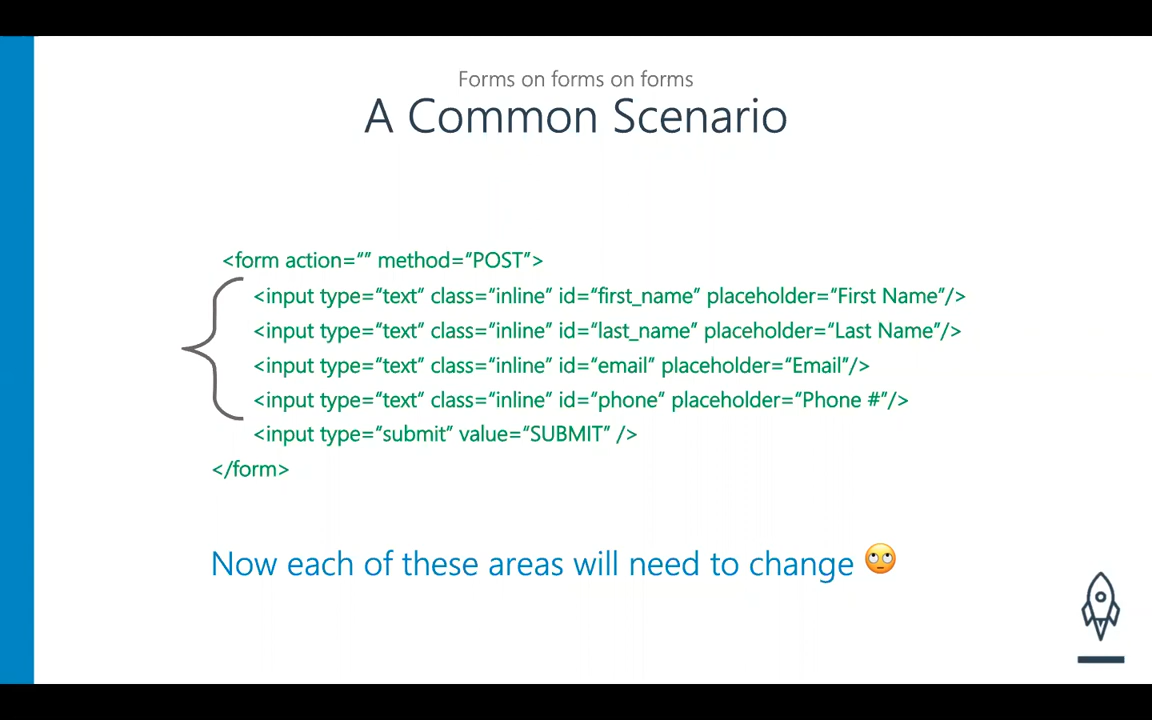 Forms on forms on forms
A Common Scenario
<form action=“” method=“POST”>
<input type=“text” class=“inline” id=“first_name” placeholder=“First Name”/>
<input type=“text” class=“inline” id=“last_name” placeholder=“Last Name”/>
<input type=“text” class=“inline” id=“email” placeholder=“Email”/>
<input type=“text” class=“inline” id=“phone” placeholder=“Phone #”/>
<input type=“submit” value=“SUBMIT” />
</form>
Now each of these areas will need to change 🙄